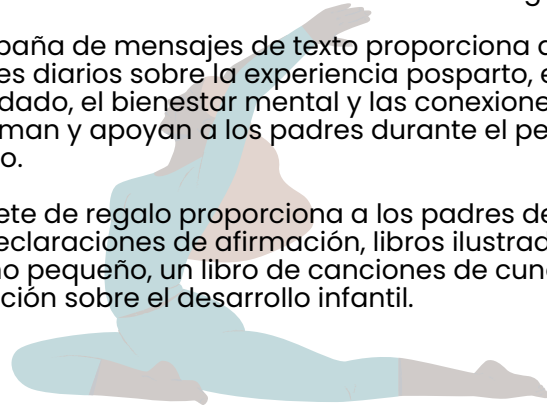 paña de mensajes de texto proporciona
es diarios sobre la experiencia posparto,
dado, el bienestar mental y las conexione
man y apoyan a los padres durante el pe
o.
ete de regalo proporciona a los padres de
eclaraciones de afirmación, libros ilustrad
o pequeño, un libro de canciones de cun
ción sobre el desarrollo infantil.